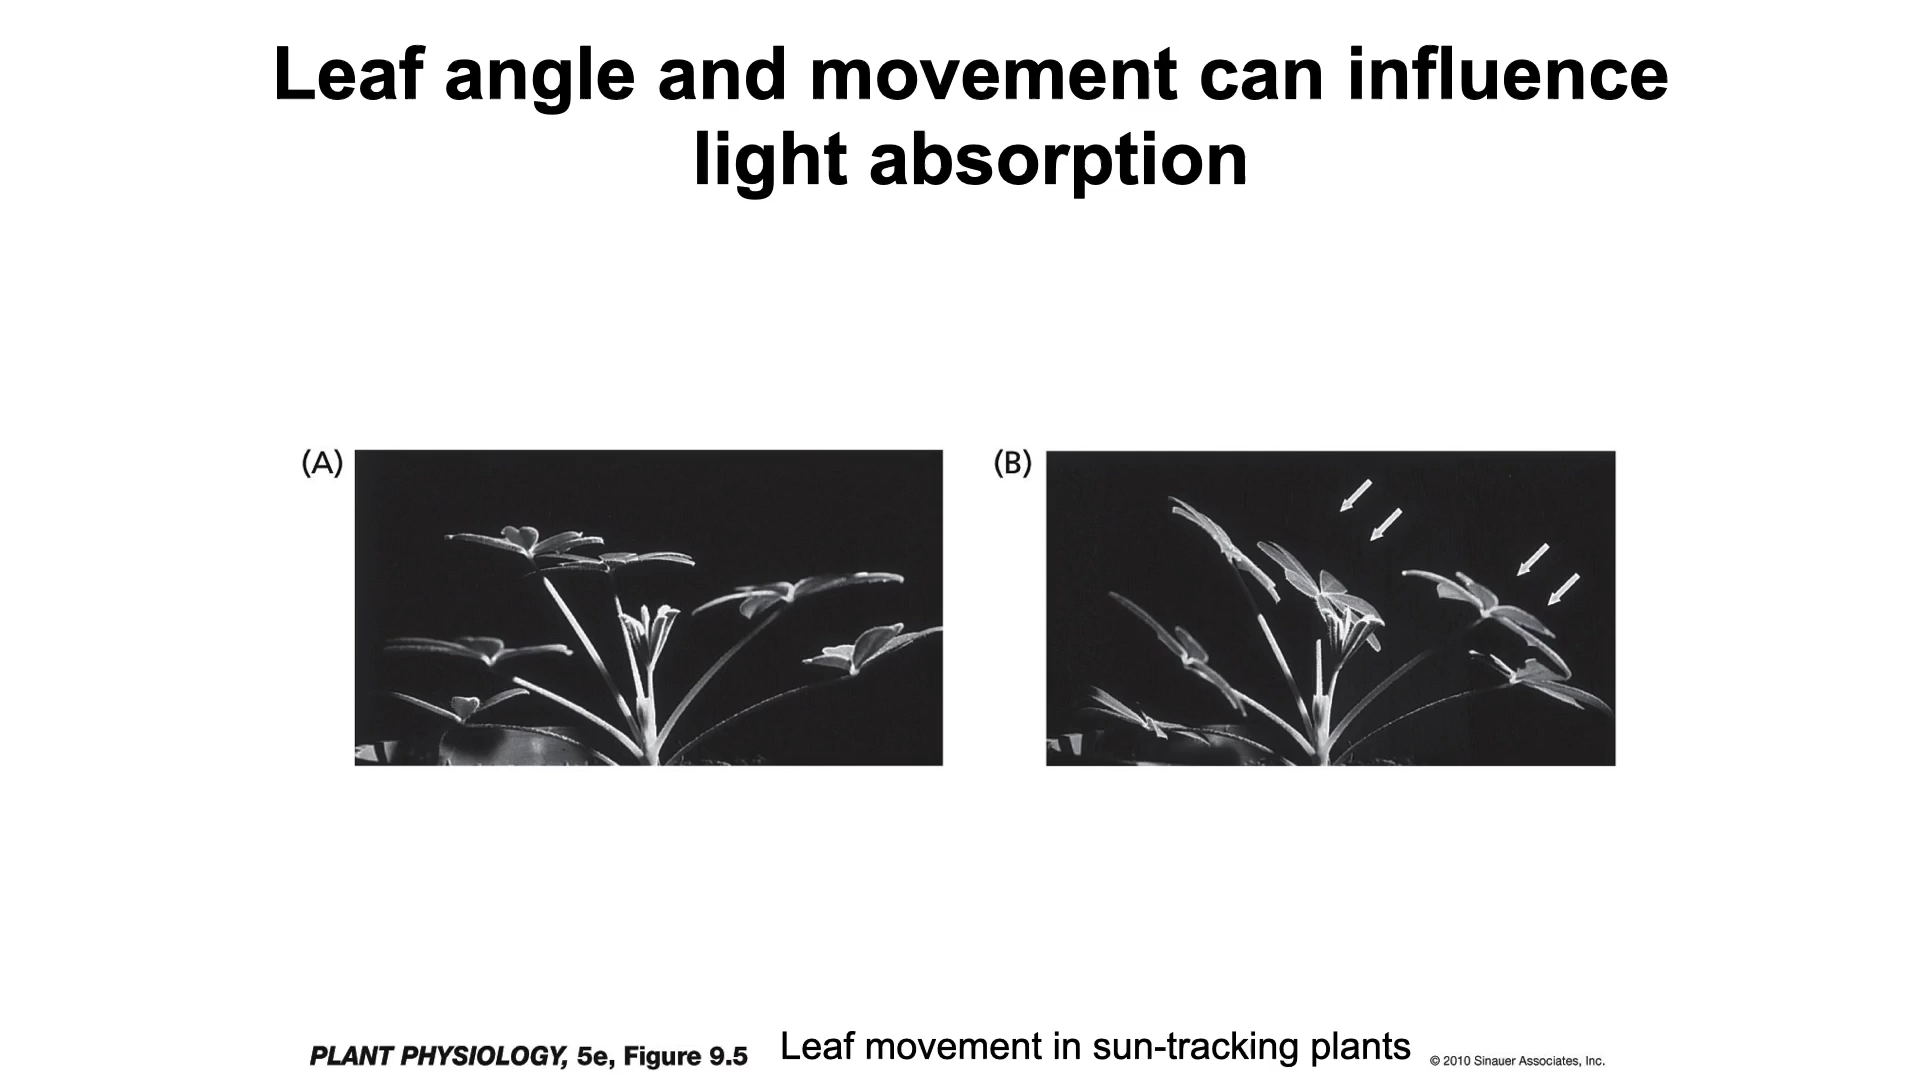 Leaf angle and movement can influence
light absorption
(A)
(B)
PLANT PHYSIOLOGY, 5e, Figure 9.5
Leaf movement in sun-tracking plants
© 2010 Sinauer Associates, Inc.